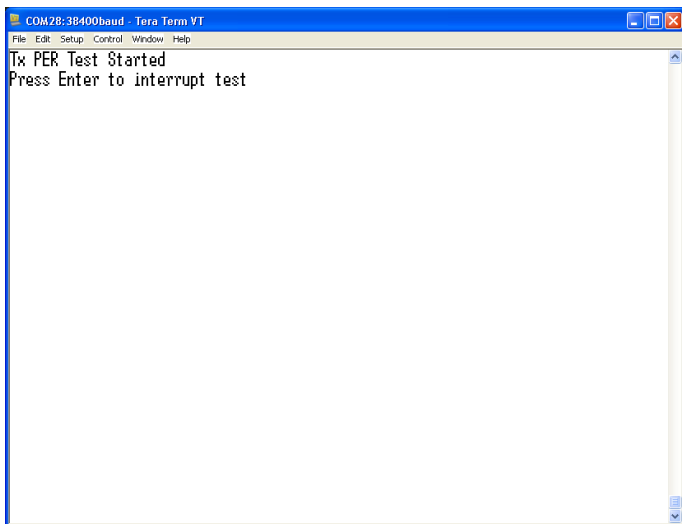 COM28:38400baud - Tera Term VT
File Edit Setup Control Window Help
Tx PER Test Started
Press Enter to interrupt test